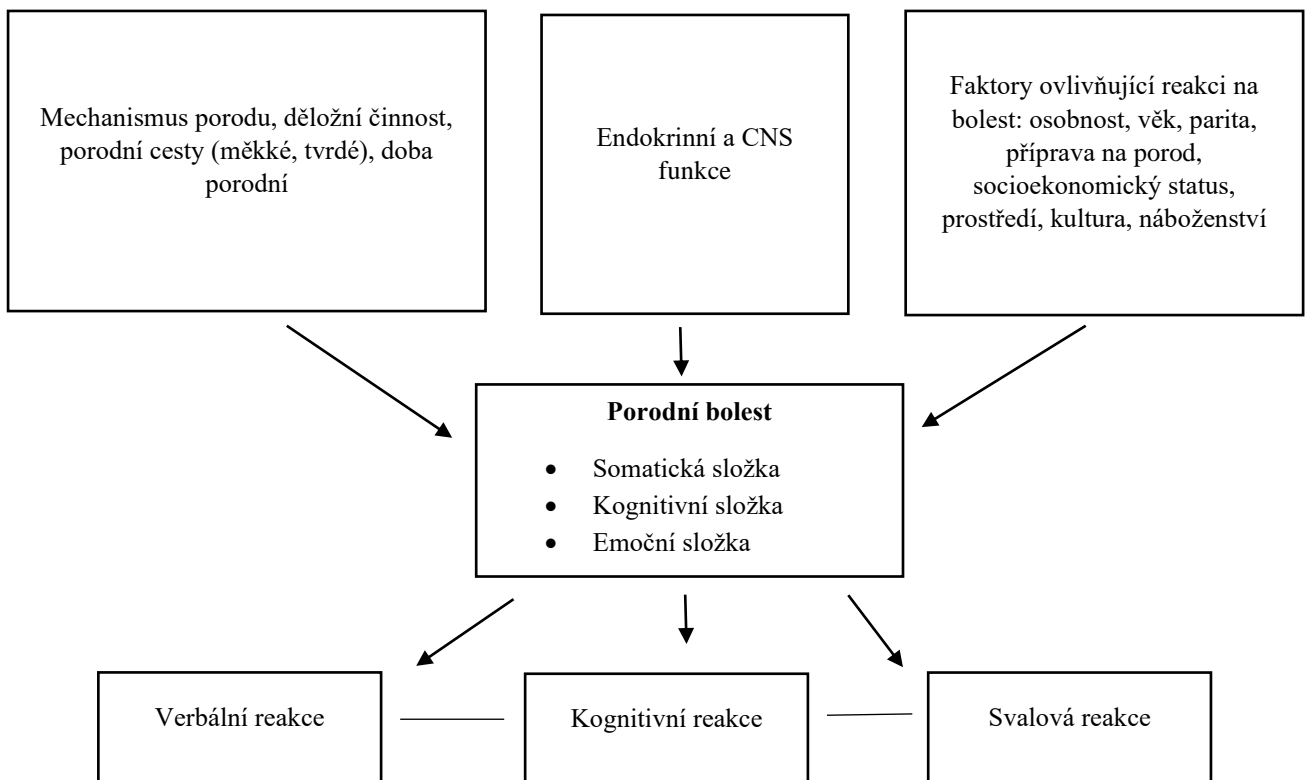 Mechanismus porodu, děložní činnost,
porodní cesty (měkké, tvrdé), doba
porodní
Endokrinní a CNS
funkce
Faktory ovlivňující reakci na
bolest: osobnost, věk, parita,
příprava na porod,
socioekonomický status,
prostředí, kultura, náboženství
Porodní bolest
• Somatická složka
• Kognitivní složka
• Emoční složka
Verbální reakce
Kognitivní reakce
Svalová reakce